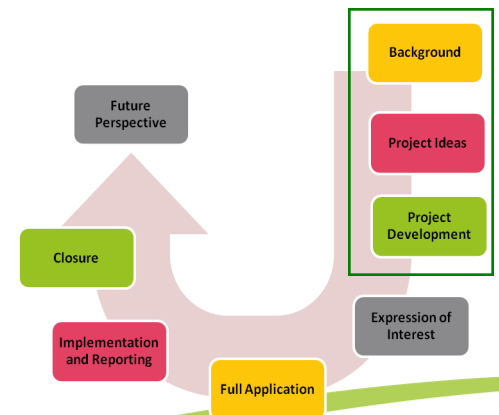 Background
Project Ideas
Project
Development
Expression of
Interest
Full Application
Implementation
and Reporting
Closure
Future
Perspective